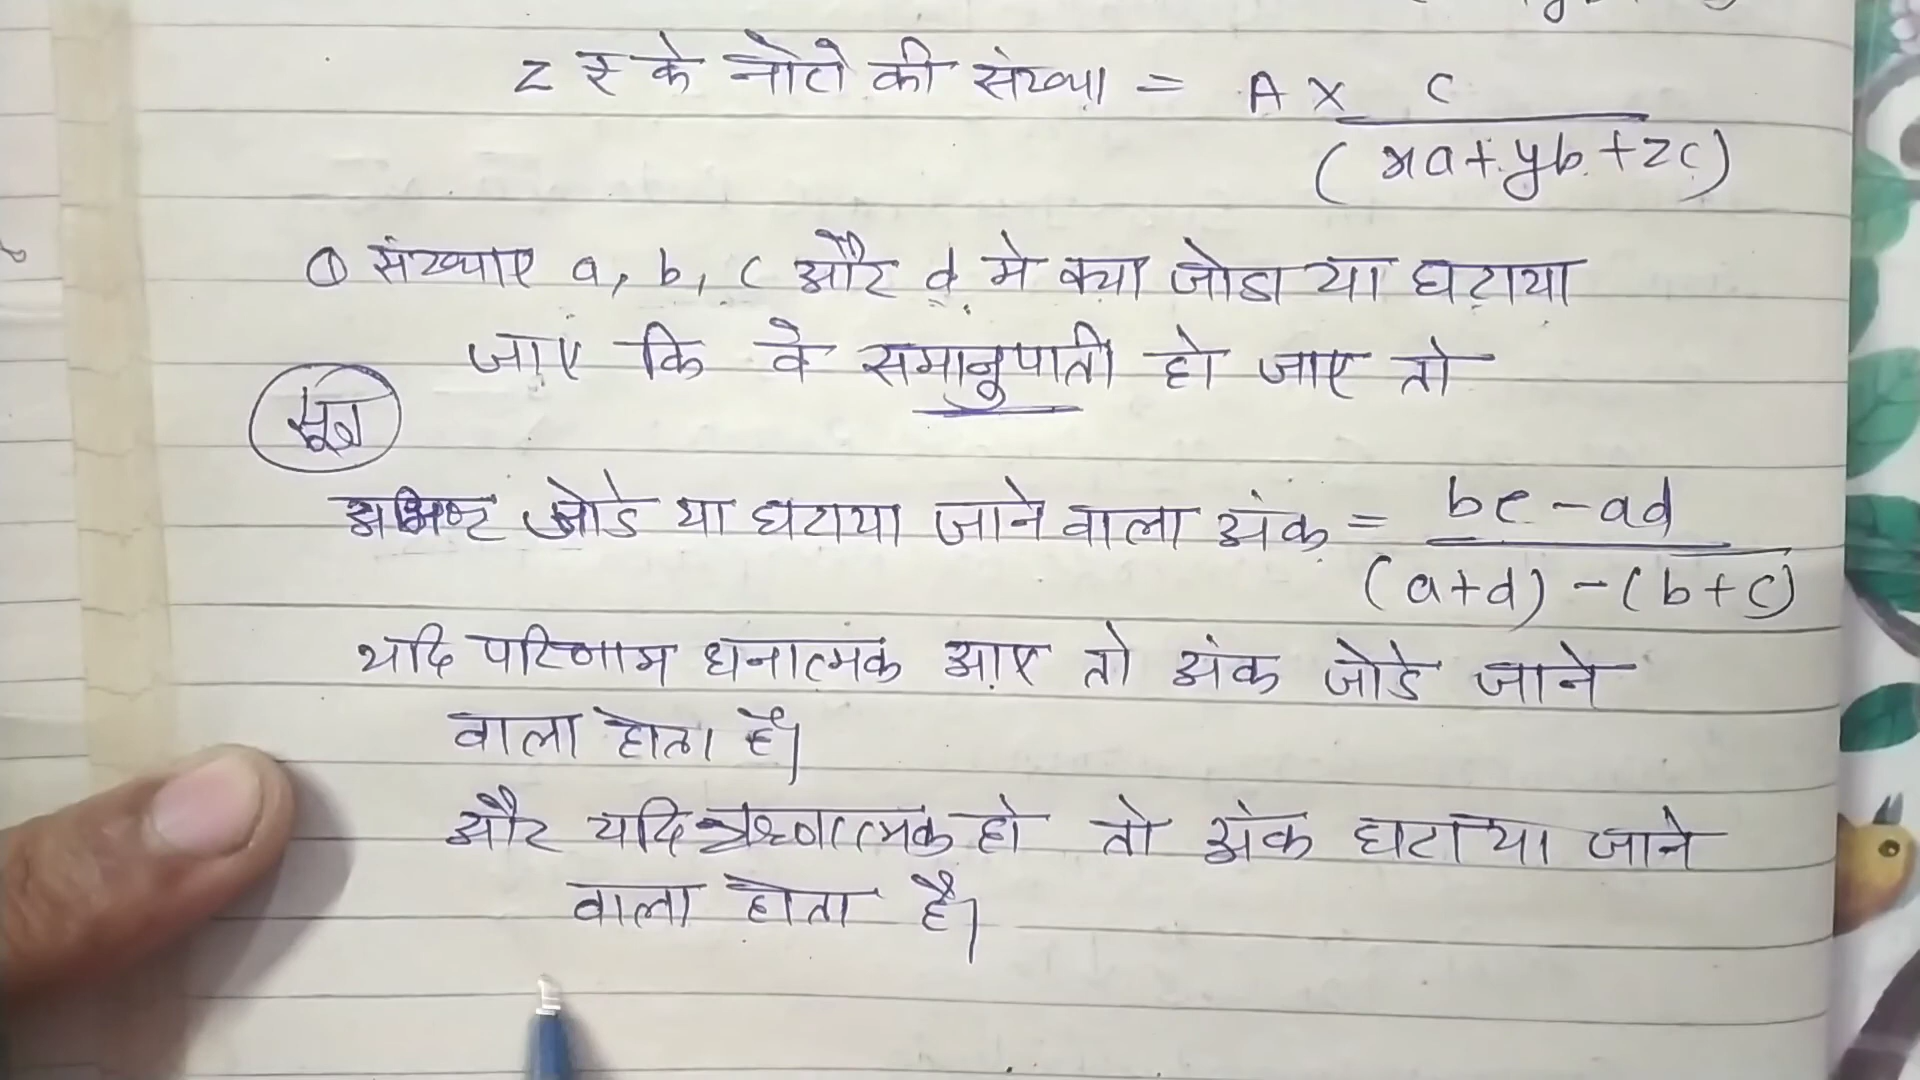 z रु के नोटो की संख्या = A × c / (xa + yb + zc)
① संख्याए a, b, c और d मे क्या जोडा या घटाया
जाए कि वे समानुपाती हो जाए तो
सूत्र
अभिष्ट जोडे या घटाया जाने वाला अंक = bc - ad / (a+d) - (b+c)
यदि परिणाम धनात्मक आए तो अंक जोडे जाने
वाला होता है।
और यदि ऋणात्मक हो तो अंक घटाया जाने
वाला होता है।